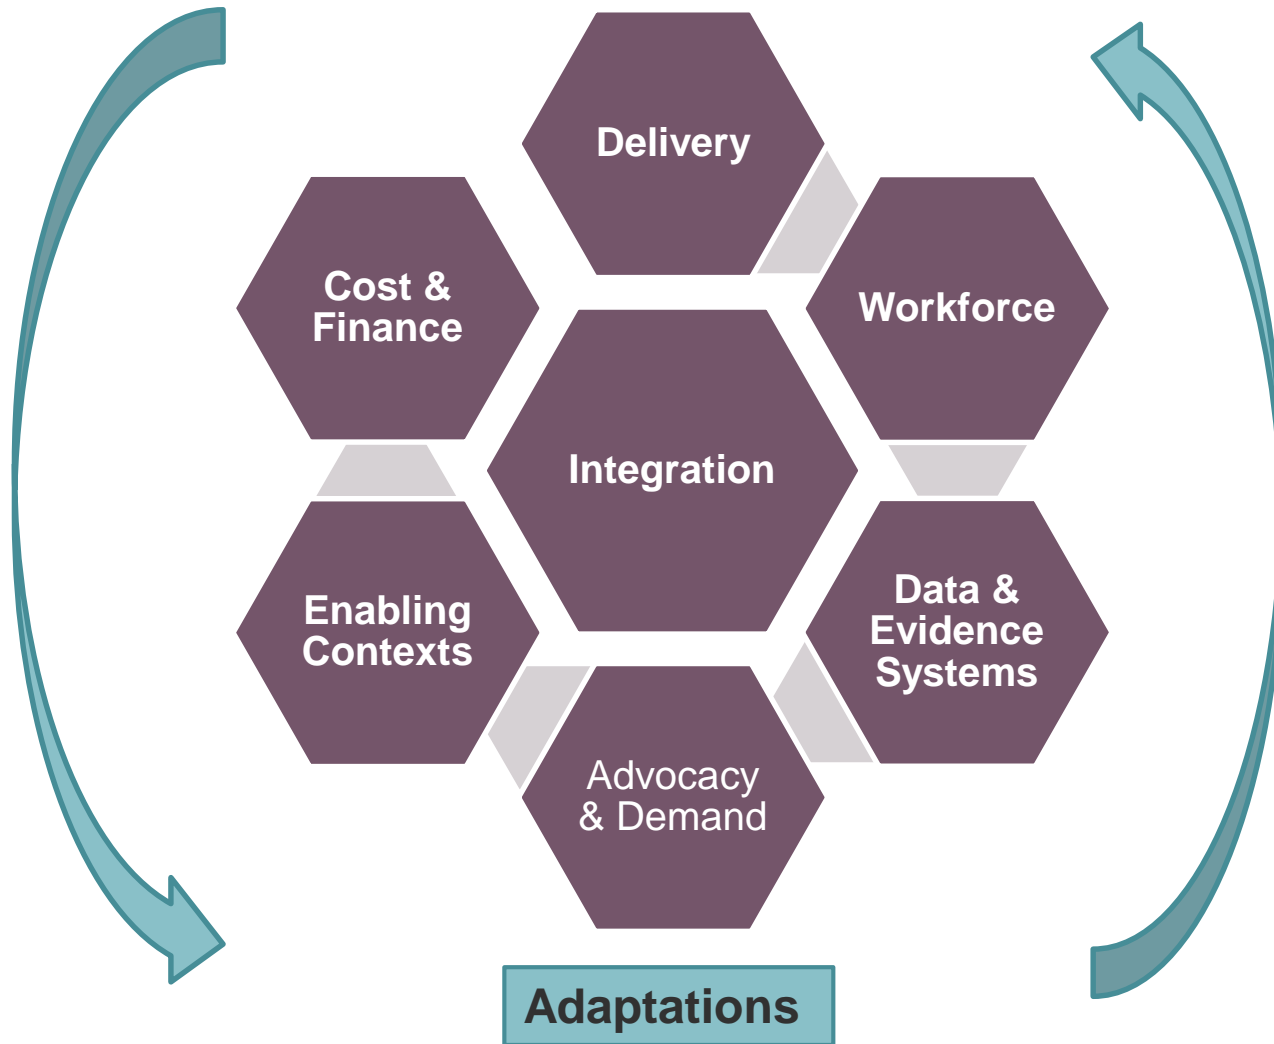 Delivery
Cost &
Finance
Workforce
Integration
Enabling
Contexts
Data &
Evidence
Systems
Advocacy
& Demand
Adaptations